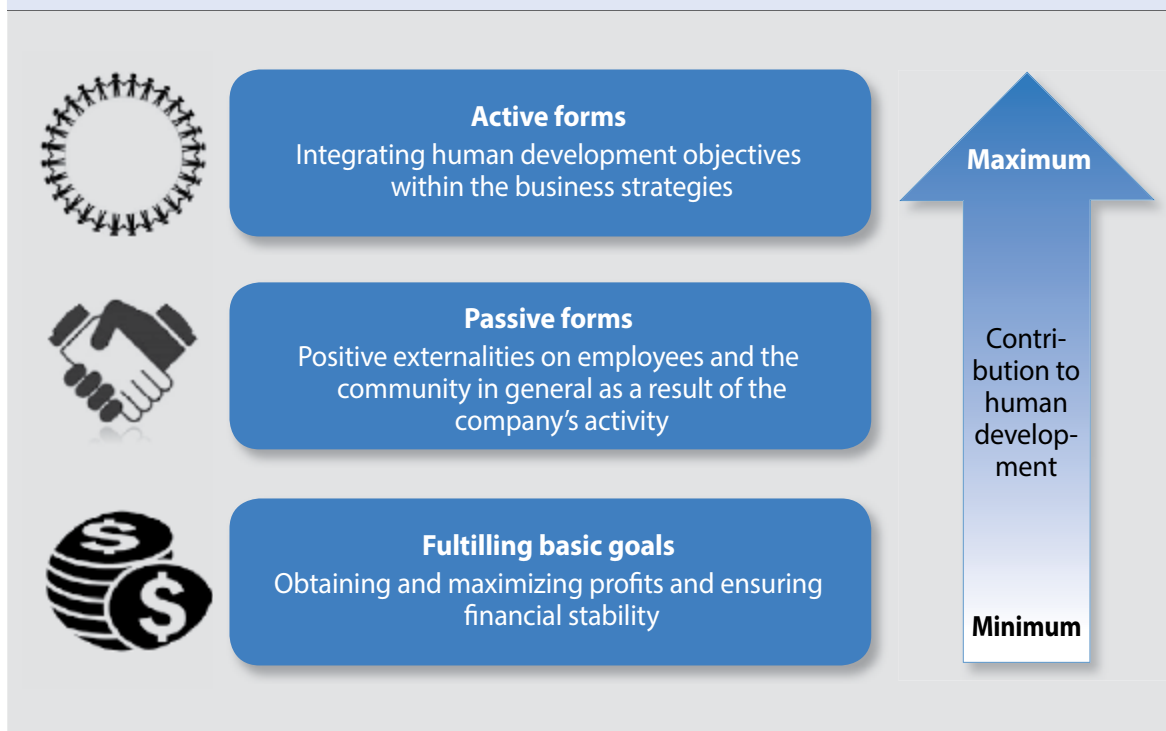 Active forms
Integrating human development objectives
within the business strategies
Passive forms
Positive externalities on employees and the
community in general as a result of the
company’s activity
Fultilling basic goals
Obtaining and maximizing profits and ensuring
financial stability
Maximum
Contri-
bution to
human
develop-
ment
Minimum